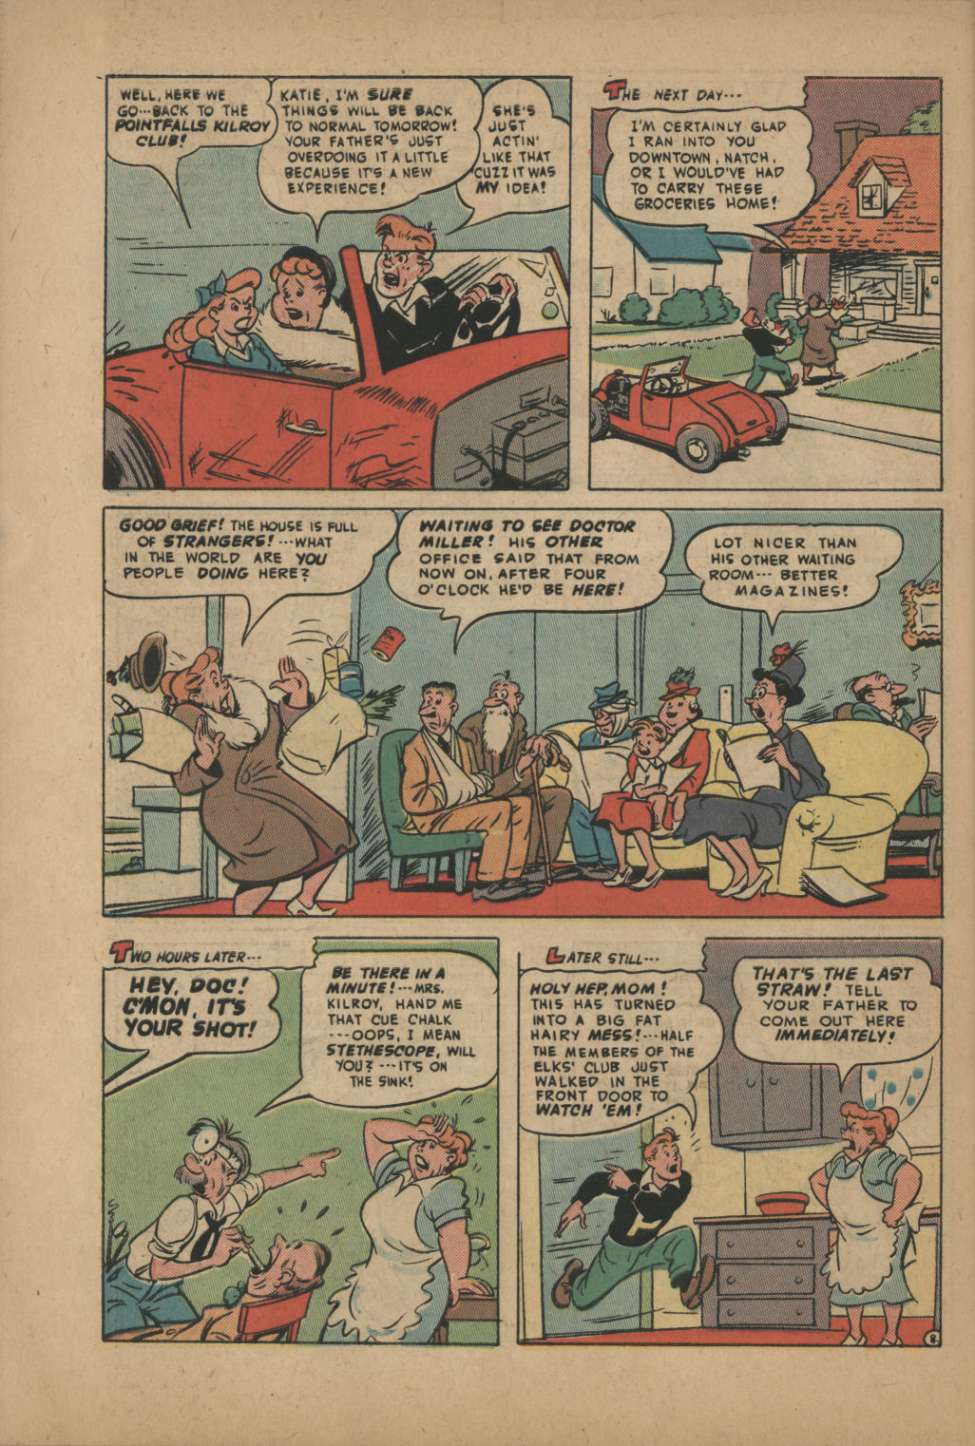 WELL, HERE WE
GO---BACK TO THE
POINTFALLS KILROY
CLUB!
KATIE, I'M SURE
THINGS WILL BE BACK
TO NORMAL TOMORROW!
YOUR FATHER'S JUST
OVERDOING IT A LITTLE
BECAUSE IT'S A NEW
EXPERIENCE!
SHE'S
JUST
ACTIN'
LIKE THAT
CUZZ IT WAS
MY IDEA!
THE NEXT DAY---
I'M CERTAINLY GLAD
I RAN INTO YOU
DOWNTOWN, NATCH,
OR I WOULD'VE HAD
TO CARRY THESE
GROCERIES HOME!
GOOD GRIEF! THE HOUSE IS FULL
OF STRANGERS! ---WHAT
IN THE WORLD ARE YOU
PEOPLE DOING HERE?
WAITING TO SEE DOCTOR
MILLER! HIS OTHER
OFFICE SAID THAT FROM
NOW ON, AFTER FOUR
O'CLOCK HE'D BE HERE!
LOT NICER THAN
HIS OTHER WAITING
ROOM--- BETTER
MAGAZINES!
TWO HOURS LATER---
HEY, DOC!
C'MON, IT'S
YOUR SHOT!
BE THERE IN A
MINUTE! ---MRS.
KILROY, HAND ME
THAT CUE CHALK
---OOPS, I MEAN
STETHESCOPE, WILL
YOU? ---IT'S ON
THE SINK!
LATER STILL---
HOLY HEP, MOM!
THIS HAS TURNED
INTO A BIG FAT
HAIRY MESS! ---HALF
THE MEMBERS OF THE
ELKS' CLUB JUST
WALKED IN THE
FRONT DOOR TO
WATCH 'EM!
THAT'S THE LAST
STRAW! TELL
YOUR FATHER TO
COME OUT HERE
IMMEDIATELY!
P
8.